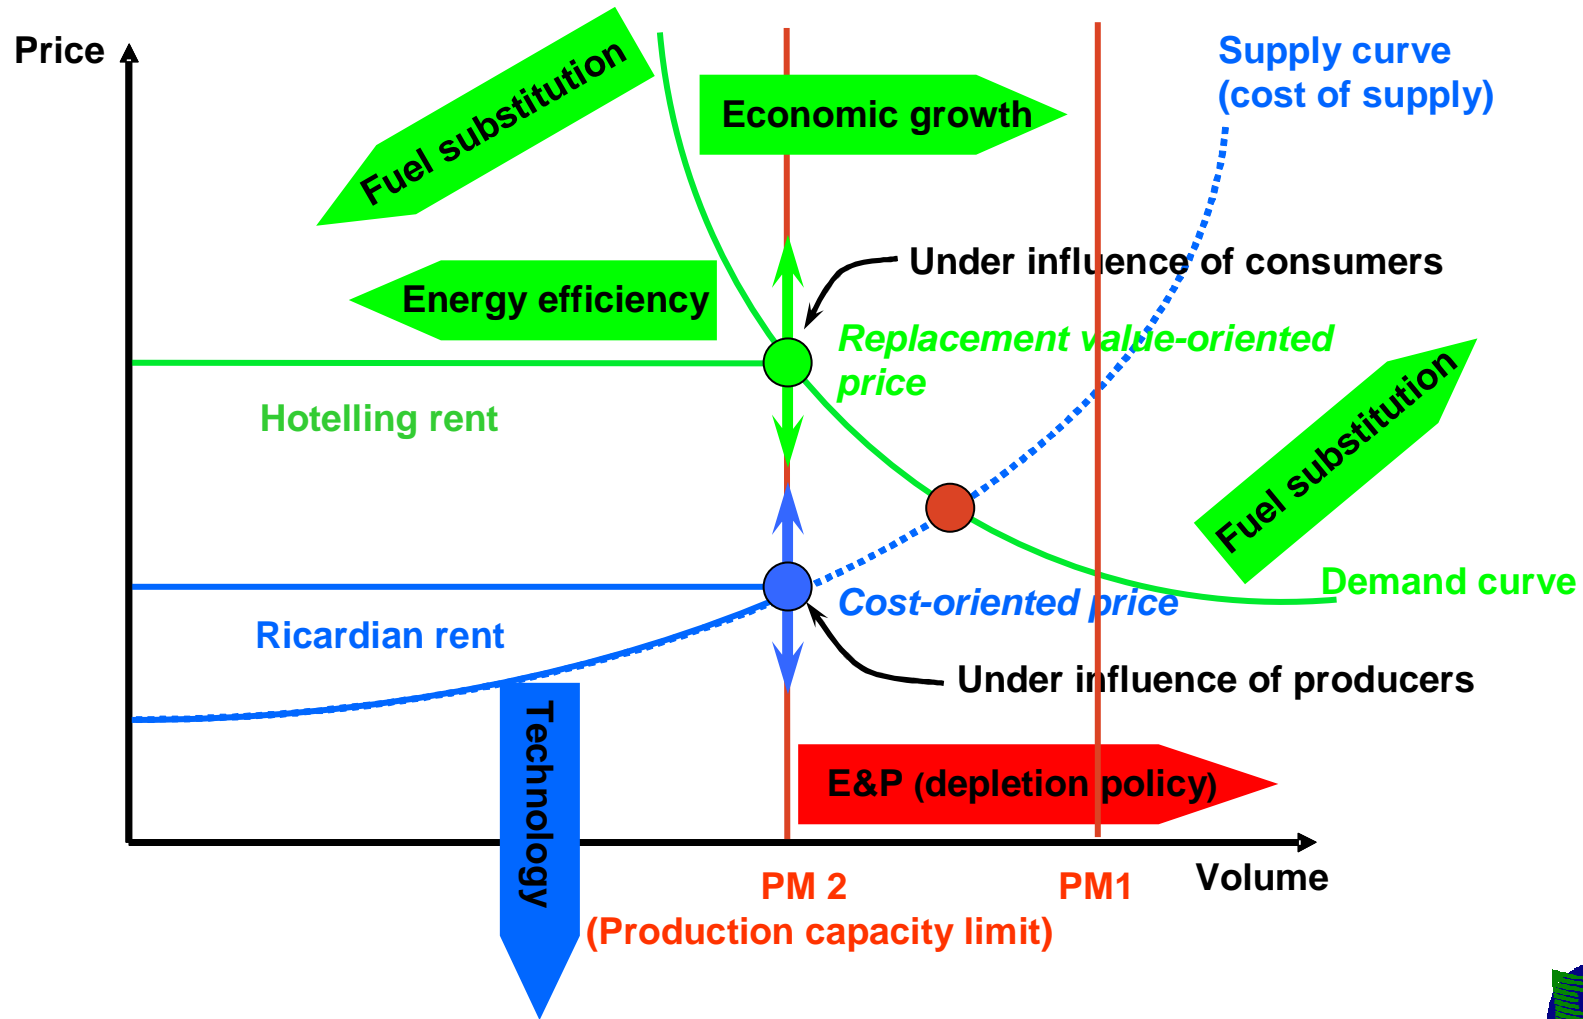 Price
Supply curve
(cost of supply)
Fuel substitution
Economic growth
Under influence of consumers
Energy efficiency
Replacement value-oriented
price
Hotelling rent
Fuel substitution
Demand curve
Cost-oriented price
Ricardian rent
Under influence of producers
Technology
E&P (depletion policy)
Volume
PM 2
PM1
(Production capacity limit)